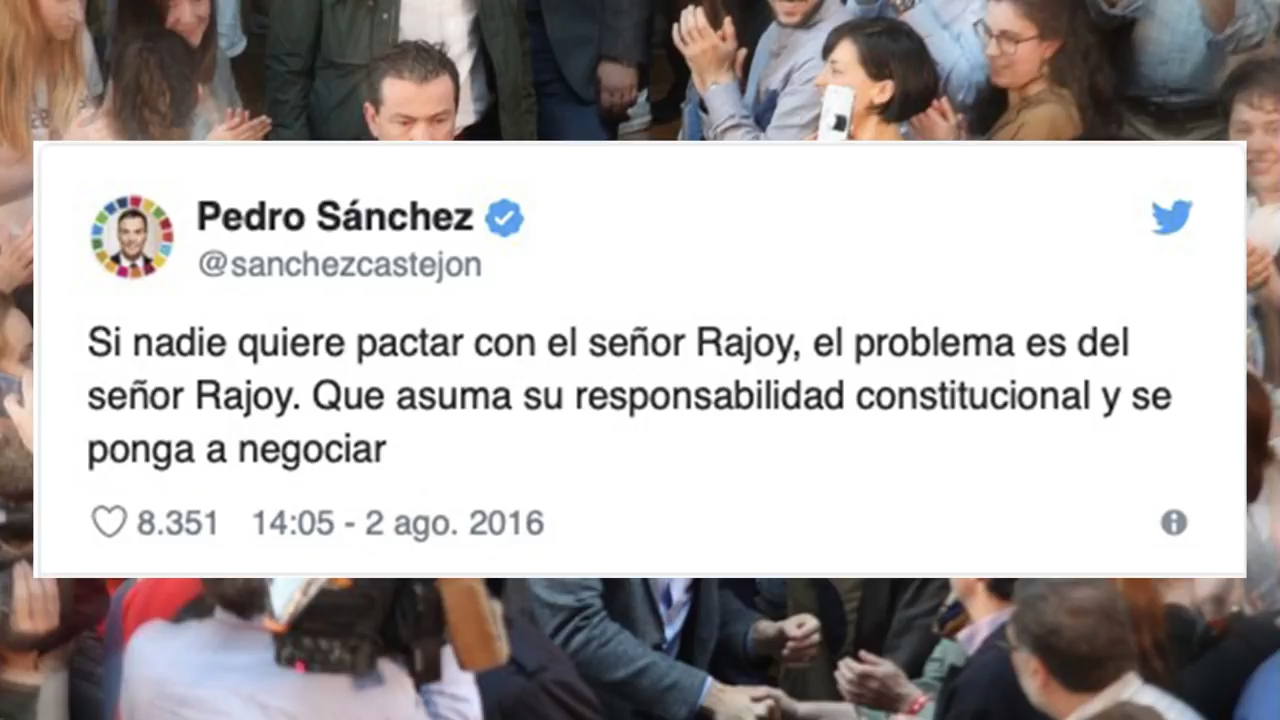 Pedro Sánchez
@sanchezcastejon
Si nadie quiere pactar con el señor Rajoy, el problema es del
señor Rajoy. Que asuma su responsabilidad constitucional y se
ponga a negociar
8.351 14:05 - 2 ago. 2016